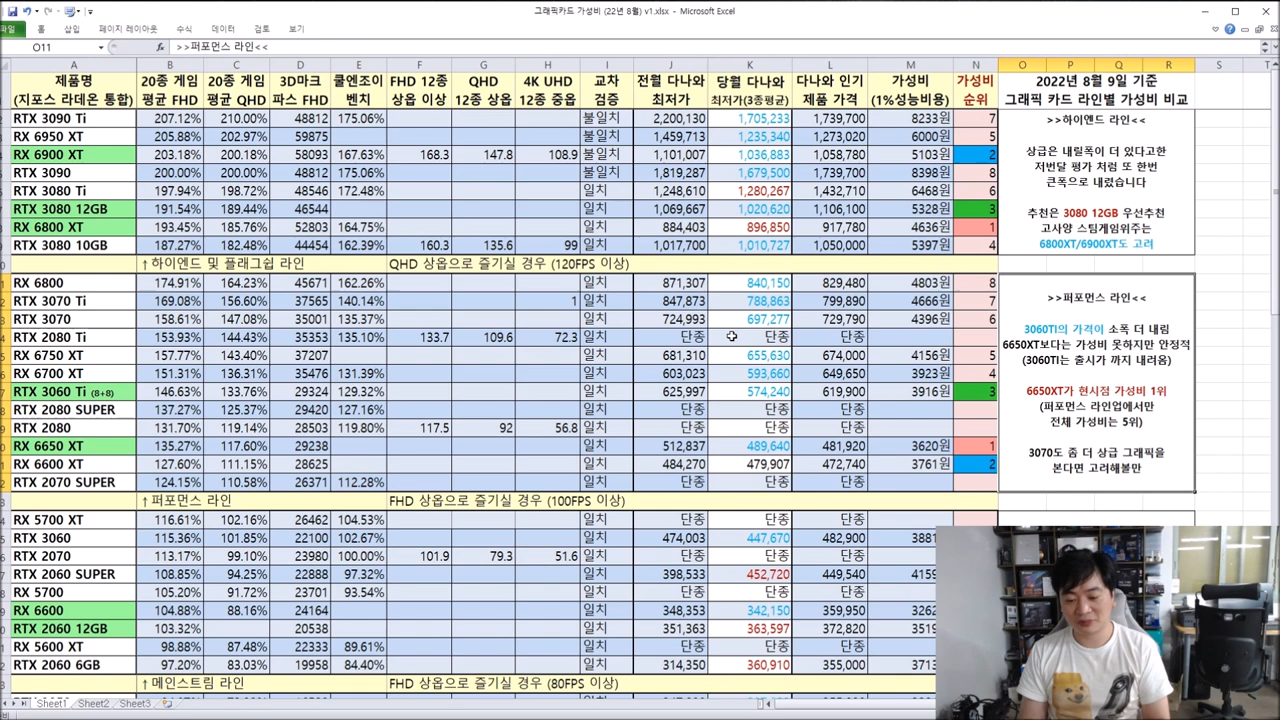 그래픽카드 가성비 (22년 8월) v1.xlsx - Microsoft Excel
파일 홈 삽입 페이지 레이아웃 수식 데이터 검토 보기
O11 fx >>퍼포먼스 라인<<
A B C D E F G H I J K L M N O P Q R S T
제품명 (지포스 라데온 통합) 20종 게임 평균 FHD 20종 게임 평균 QHD 3D마크 파스 FHD 쿨엔조이 벤치 FHD 12종 상옵 이상 QHD 12종 상옵 4K UHD 12종 중옵 교차 검증 전월 다나와 최저가 당월 다나와 최저가(3종평균) 다나와 인기 제품 가격 가성비 (1%성능비용) 가성비 순위
RTX 3090 Ti 207.12% 210.00% 48812 175.06% 불일치 2,200,130 1,705,233 1,739,700 8233원 7
RX 6950 XT 205.88% 202.97% 59875 불일치 1,459,713 1,235,340 1,273,020 6000원 5
RX 6900 XT 203.18% 200.18% 58093 167.63% 168.3 147.8 108.9 불일치 1,101,007 1,036,883 1,058,780 5103원 2
RTX 3090 200.00% 200.00% 48812 175.06% 불일치 1,819,287 1,679,500 1,739,700 8398원 8
RTX 3080 Ti 197.94% 198.72% 48546 172.48% 일치 1,248,610 1,280,267 1,432,710 6468원 6
RTX 3080 12GB 191.54% 189.44% 46544 일치 1,069,667 1,020,620 1,106,100 5328원 3
RX 6800 XT 193.45% 185.76% 52803 164.75% 일치 884,403 896,850 917,780 4636원 1
RTX 3080 10GB 187.27% 182.48% 44454 162.39% 160.3 135.6 99 일치 1,017,700 1,010,727 1,050,000 5397원 4
↑ 하이엔드 및 플래그쉽 라인 QHD 상옵으로 즐기실 경우 (120FPS 이상)
RX 6800 174.91% 164.23% 45671 162.26% 일치 871,307 840,150 829,480 4803원 8
RTX 3070 Ti 169.08% 156.60% 37565 140.14% 1 일치 847,873 788,863 799,890 4666원 7
RTX 3070 158.61% 147.08% 35001 137.37% 일치 724,993 697,277 729,790 4396원 6
RTX 2080 Ti 153.93% 144.43% 35353 135.10% 133.7 109.6 72.3 일치 단종 단종 단종
RX 6750 XT 157.77% 143.40% 37207 일치 681,310 655,630 674,000 4156원 5
RX 6700 XT 151.31% 136.31% 35476 131.39% 일치 603,023 593,660 649,650 3923원 4
RTX 3060 Ti (8+8) 146.63% 133.76% 29324 129.32% 일치 625,997 574,240 619,900 3916원 3
RTX 2080 SUPER 137.27% 125.37% 29420 127.16% 일치 단종 단종 단종
RTX 2080 131.70% 119.14% 28503 119.80% 117.5 92 56.8 일치 단종 단종 단종
RX 6650 XT 135.27% 117.60% 29238 일치 512,837 489,640 481,920 3620원 1
RX 6600 XT 127.60% 111.15% 28625 일치 484,270 479,907 472,740 3761원 2
RTX 2070 SUPER 124.15% 110.58% 26371 112.28% 일치 단종 단종 단종
↑ 퍼포먼스 라인 FHD 상옵으로 즐기실 경우 (100FPS 이상)
RX 5700 XT 116.61% 102.16% 26462 104.53% 일치 단종 단종 단종
RTX 3060 115.36% 101.85% 22100 102.67% 일치 474,003 447,670 482,900 3881
RTX 2070 113.17% 99.10% 23980 100.00% 101.9 79.3 51.6 일치 단종 단종 단종
RTX 2060 SUPER 108.85% 94.25% 22888 97.32% 일치 398,533 452,720 449,540 4159
RX 5700 105.20% 91.72% 23701 93.54% 일치 단종 단종 단종
RX 6600 104.88% 88.16% 24164 일치 348,353 342,150 359,950 3262
RTX 2060 12GB 103.32% 20538 일치 351,363 363,597 372,820 3519
RX 5600 XT 98.88% 87.48% 22333 89.61% 일치 단종 단종 단종
RTX 2060 6GB 97.20% 83.03% 19958 84.40% 일치 314,350 360,910 355,000 3713
↑ 메인스트림 라인 FHD 상옵으로 즐기실 경우 (80FPS 이상)
2022년 8월 9일 기준
그래픽 카드 라인별 가성비 비교
>>하이엔드 라인<<
상급은 내릴폭이 더 있다고한
저번달 평가 처럼 또 한번
큰폭으로 내렸습니다
추천은 3080 12GB 우선추천
고사양 스팀게임위주는
6800XT/6900XT도 고려
>>퍼포먼스 라인<<
3060TI의 가격이 소폭 더 내림
6650XT보다는 가성비 못하지만 안정적
(3060TI는 출시가 까지 내려옴)
6650XT가 현시점 가성비 1위
(퍼포먼스 라인업에서만
전체 가성비는 5위)
3070도 좀 더 상급 그래픽을
본다면 고려해볼만
Sheet1 Sheet2 Sheet3